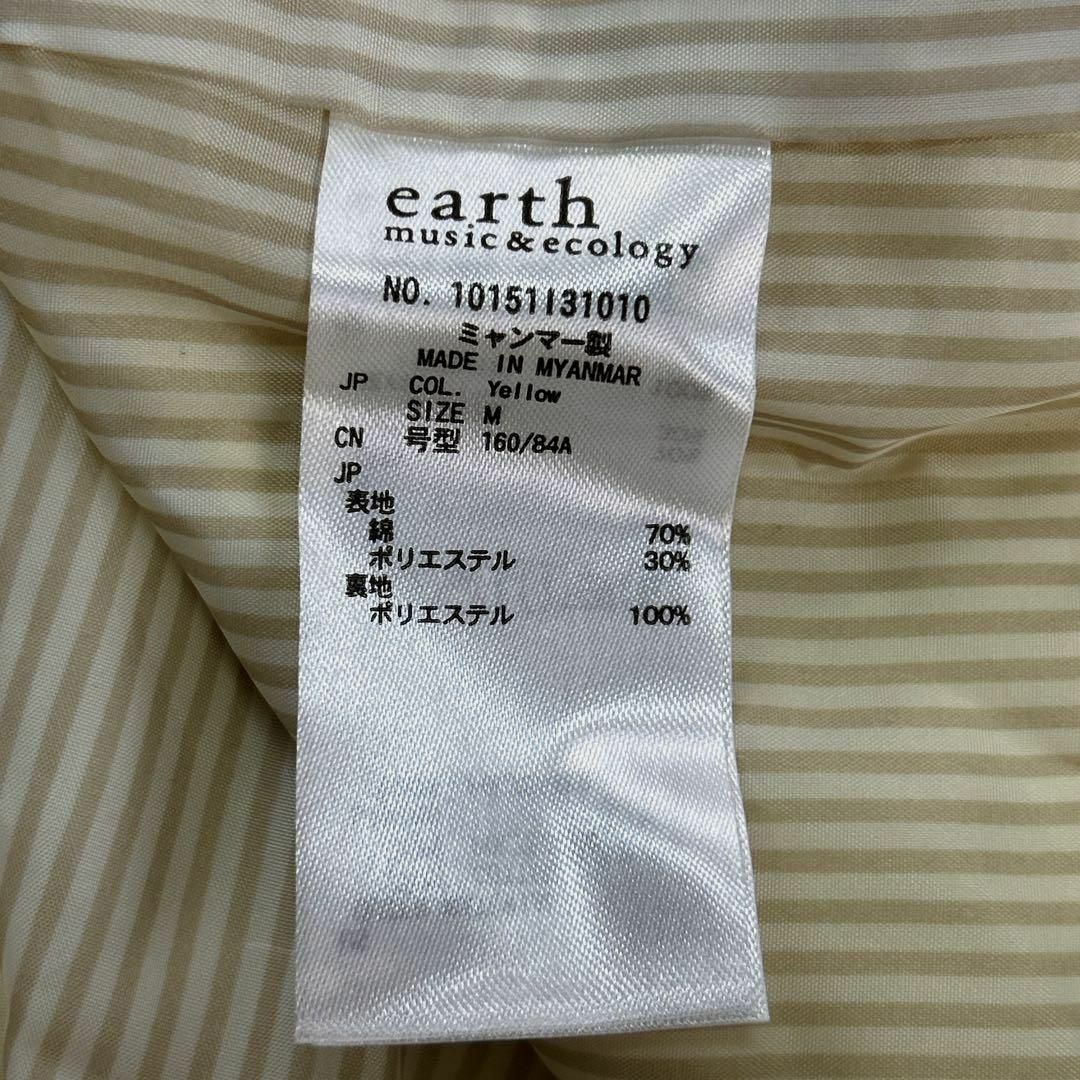 earth
music&ecology
NO. 10151I31010
ミャンマー製
MADE IN MYANMAR
JP COL. Yellow
SIZE M
CN 号型 160/84A
JP
表地
綿 70%
ポリエステル 30%
裏地
ポリエステル 100%